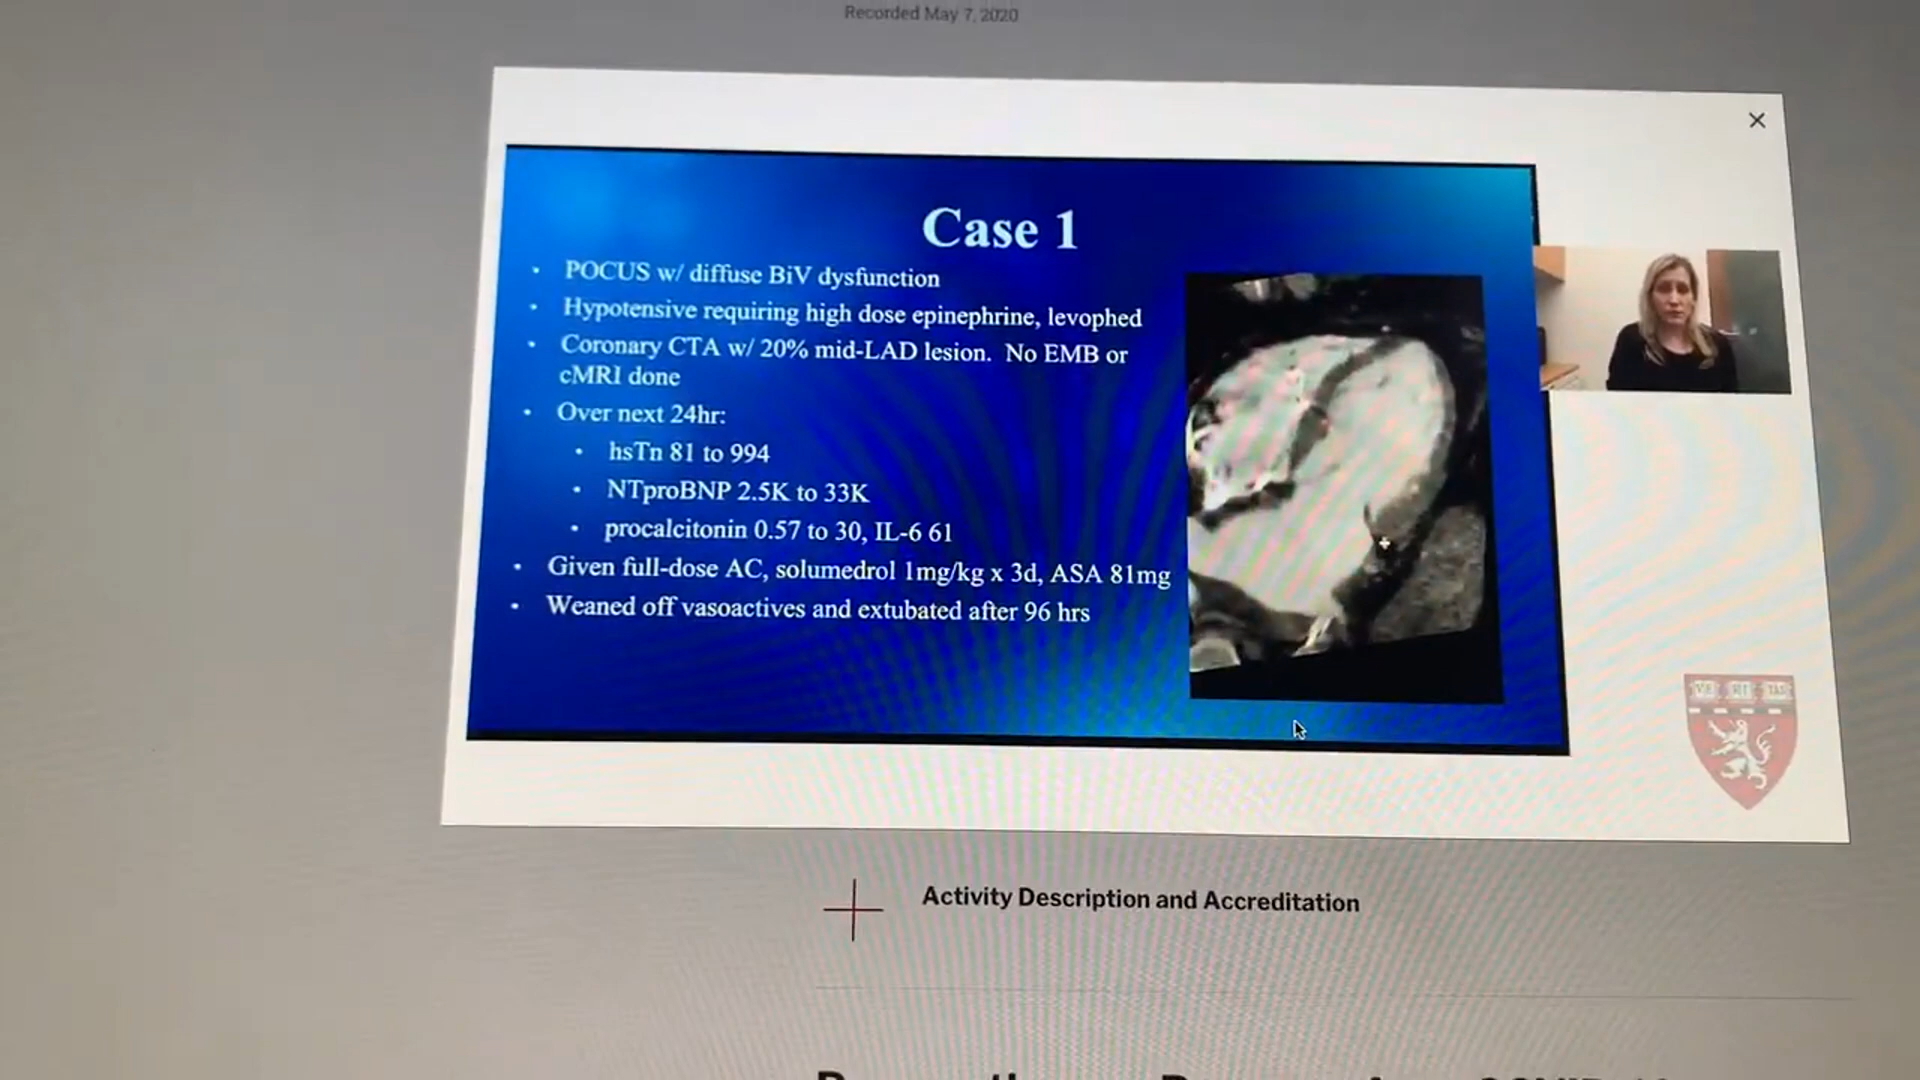 Recorded May 7, 2020
Case 1
• POCUS w/ diffuse BiV dysfunction
• Hypotensive requiring high dose epinephrine, levophed
• Coronary CTA w/ 20% mid-LAD lesion. No EMB or
cMRI done
• Over next 24hr:
• hsTn 81 to 994
• NTproBNP 2.5K to 33K
• procalcitonin 0.57 to 30, IL-6 61
• Given full-dose AC, solumedrol 1mg/kg x 3d, ASA 81mg
• Weaned off vasoactives and extubated after 96 hrs
VE RI TAS
Activity Description and Accreditation